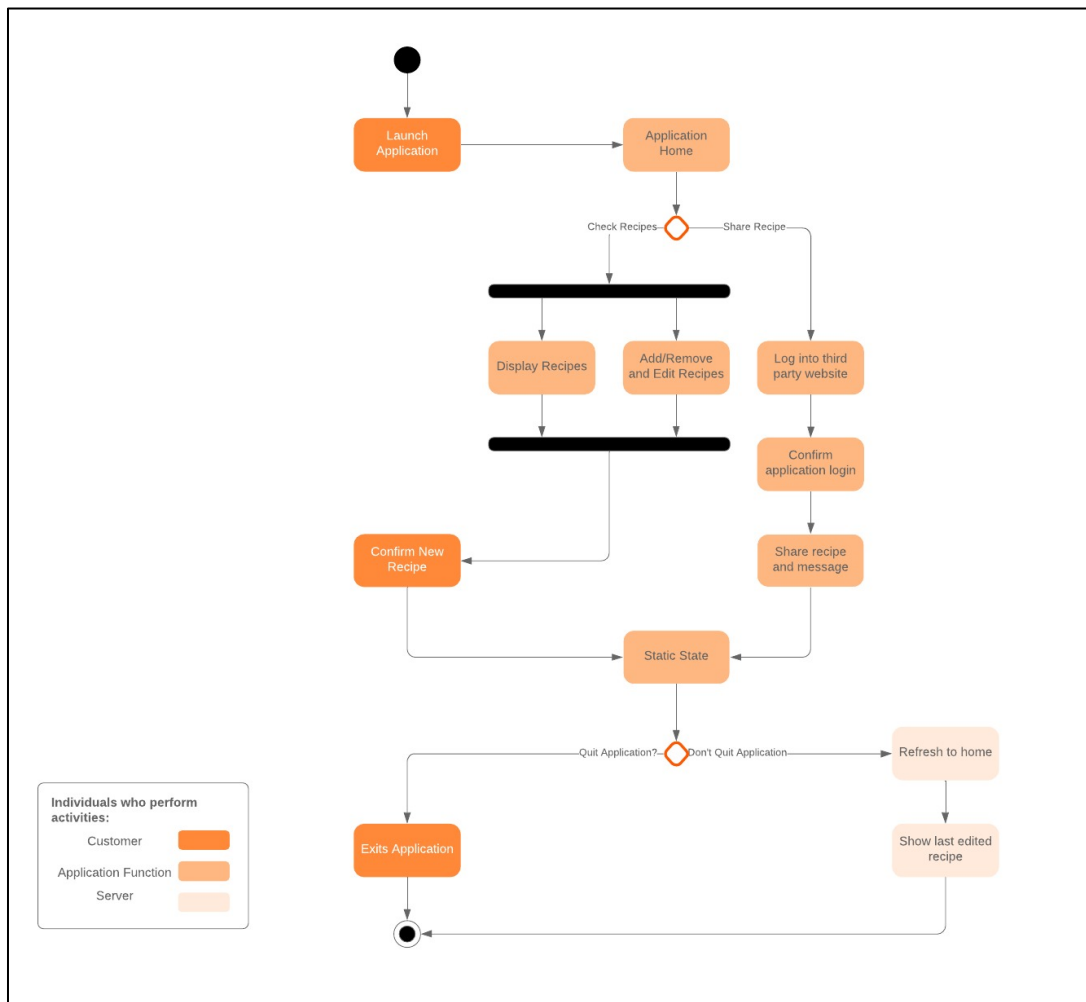 Launch
Application
Application
Home
Check Recipes
Share Recipe
Display Recipes
Add/Remove
and Edit Recipes
Log into third
party website
Confirm
application login
Confirm New
Recipe
Share recipe
and message
Static State
Quit Application?
Don't Quit Application
Refresh to home
Individuals who perform
activities:
Customer
Application Function
Server
Exits Application
Show last edited
recipe